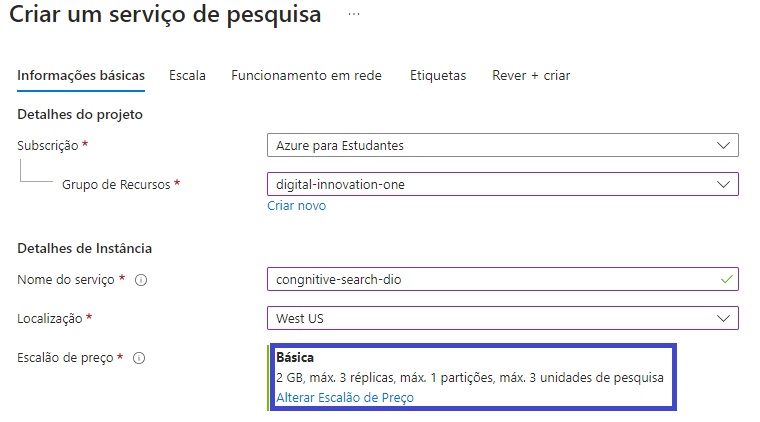 Criar um serviço de pesquisa ...
Informações básicas Escala Funcionamento em rede Etiquetas Rever + criar
Detalhes do projeto
Subscrição * Azure para Estudantes
Grupo de Recursos * digital-innovation-one
Criar novo
Detalhes de Instância
Nome do serviço * congnitive-search-dio
Localização * West US
Escalão de preço * Básica
2 GB, máx. 3 réplicas, máx. 1 partições, máx. 3 unidades de pesquisa
Alterar Escalão de Preço